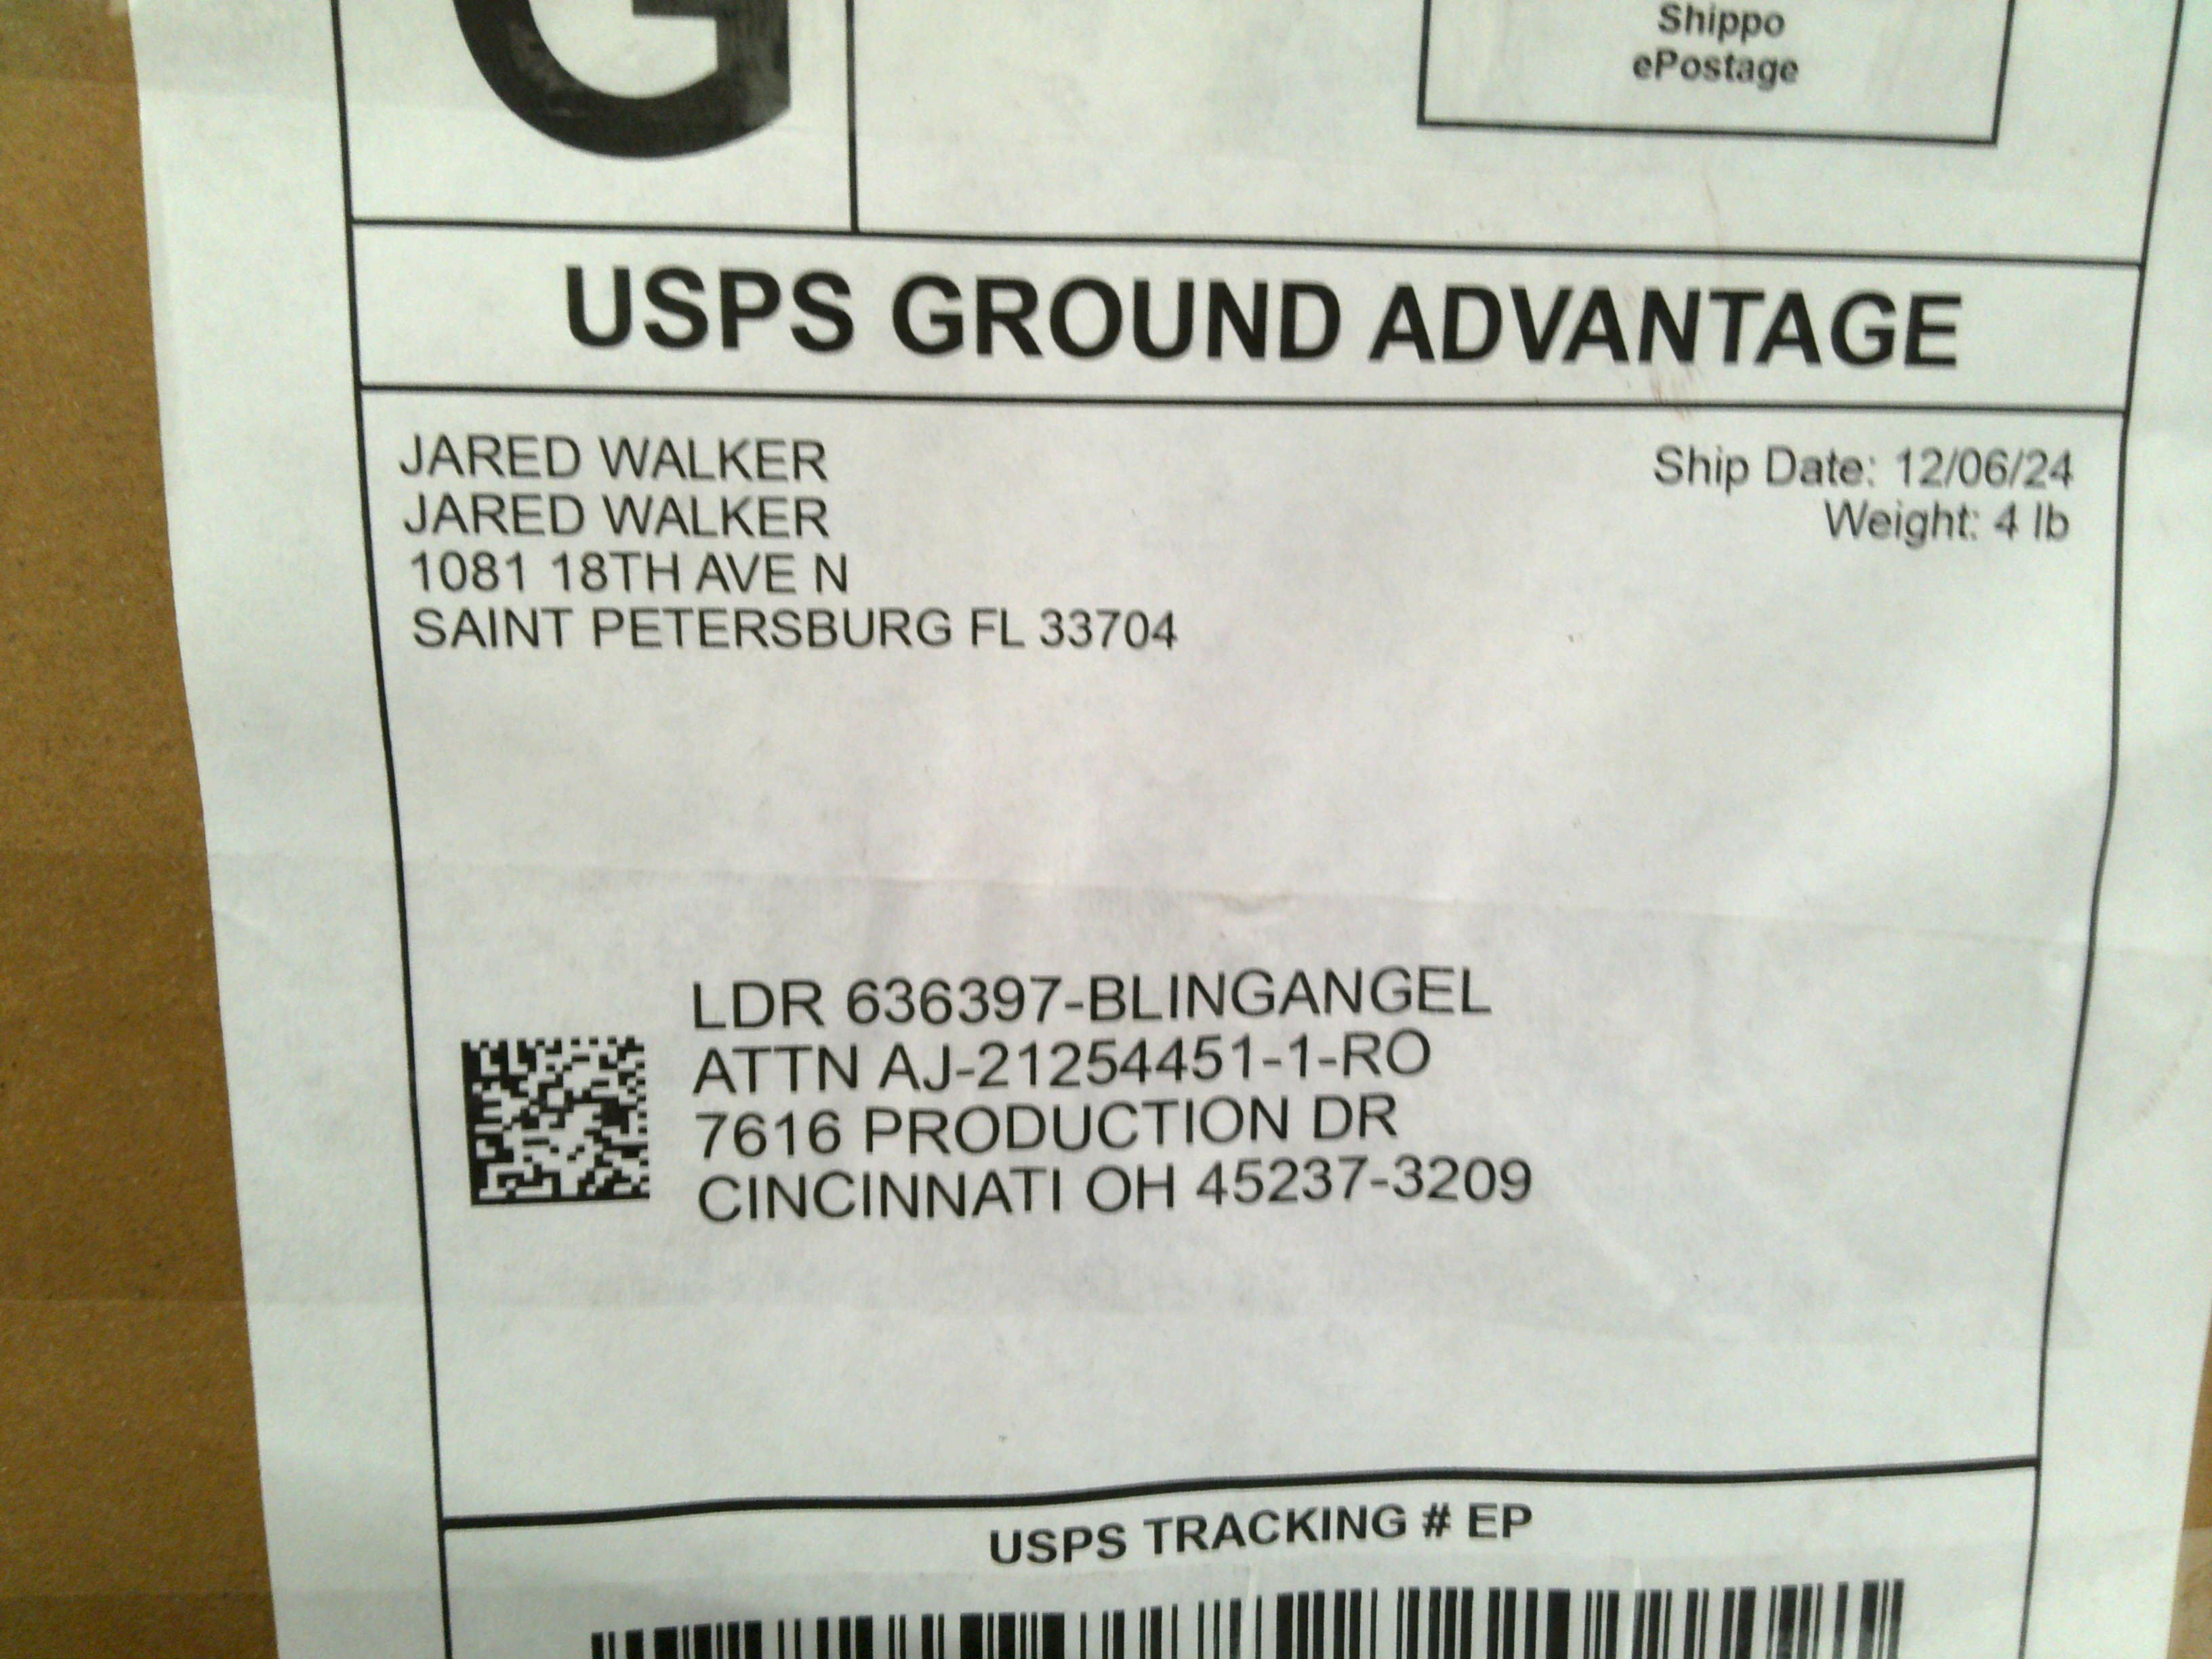 G
Shippo
ePostage
USPS GROUND ADVANTAGE
JARED WALKER
JARED WALKER
1081 18TH AVE N
SAINT PETERSBURG FL 33704
Ship Date: 12/06/24
Weight: 4 lb
LDR 636397-BLINGANGEL
ATTN AJ-21254451-1-RO
7616 PRODUCTION DR
CINCINNATI OH 45237-3209
USPS TRACKING # EP